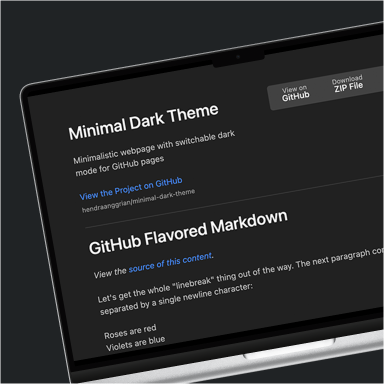 Minimal Dark Theme
View on
GitHub
Download
ZIP File
Minimalistic webpage with switchable dark
mode for GitHub pages
View the Project on GitHub
hendraanggrian/minimal-dark-theme
GitHub Flavored Markdown
View the source of this content.
Let's get the whole "linebreak" thing out of the way. The next paragraph
separated by a single newline character:
Roses are red
Violets are blue